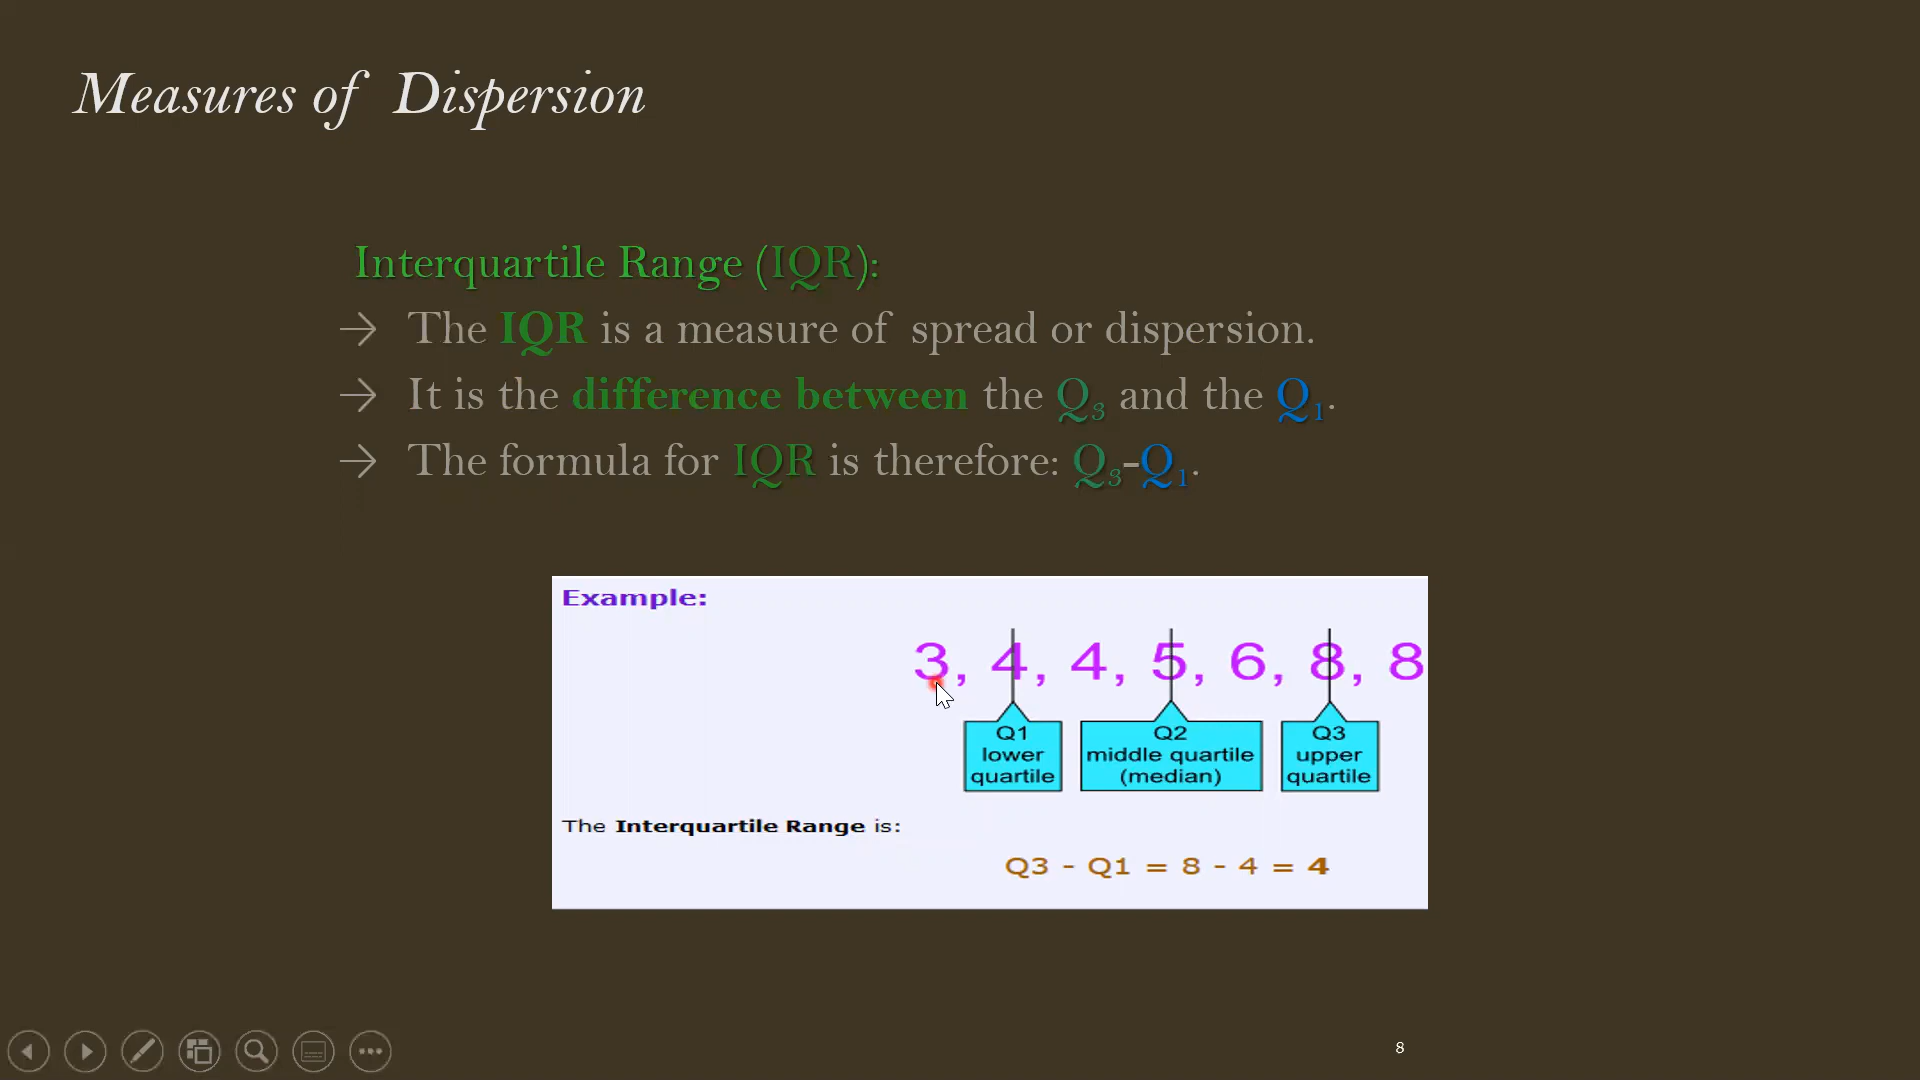 Measures of Dispersion
Interquartile Range (IQR):
→ The IQR is a measure of spread or dispersion.
→ It is the difference between the Q₃ and the Q₁.
→ The formula for IQR is therefore: Q₃-Q₁.
Example:
3, 4, 4, 5, 6, 8, 8
Q1
lower
quartile
Q2
middle quartile
(median)
Q3
upper
quartile
The Interquartile Range is:
Q3 - Q1 = 8 - 4 = 4
8